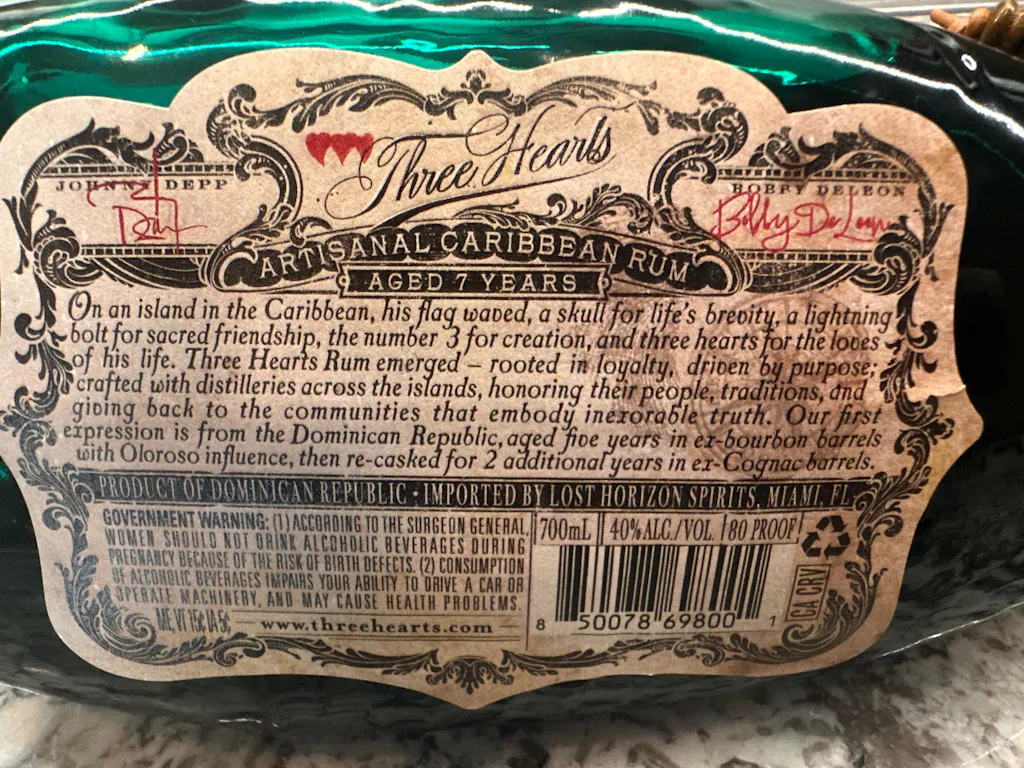 Three Hearts
JOHNNY DEPP
BOBBY DELEON
Bobby DeLeon
ARTISANAL CARIBBEAN RUM
AGED 7 YEARS
On an island in the Caribbean, his flag waved, a skull for life's brevity, a lightning
bolt for sacred friendship, the number 3 for creation, and three hearts for the loves
of his life. Three Hearts Rum emerged – rooted in loyalty, driven by purpose;
crafted with distilleries across the islands, honoring their people, traditions, and
giving back to the communities that embody inexorable truth. Our first
expression is from the Dominican Republic, aged five years in ex-bourbon barrels
with Oloroso influence, then re-casked for 2 additional years in ex-Cognac barrels.
PRODUCT OF DOMINICAN REPUBLIC • IMPORTED BY LOST HORIZON SPIRITS, MIAMI, FL
GOVERNMENT WARNING: (1) ACCORDING TO THE SURGEON GENERAL,
WOMEN SHOULD NOT DRINK ALCOHOLIC BEVERAGES DURING
PREGNANCY BECAUSE OF THE RISK OF BIRTH DEFECTS. (2) CONSUMPTION
OF ALCOHOLIC BEVERAGES IMPAIRS YOUR ABILITY TO DRIVE A CAR OR
OPERATE MACHINERY, AND MAY CAUSE HEALTH PROBLEMS.
ME, VT 15¢ IA 5¢ www.threehearts.com
700mL 40% ALC./VOL. 80 PROOF
CA CRV
8 50078 69800 1